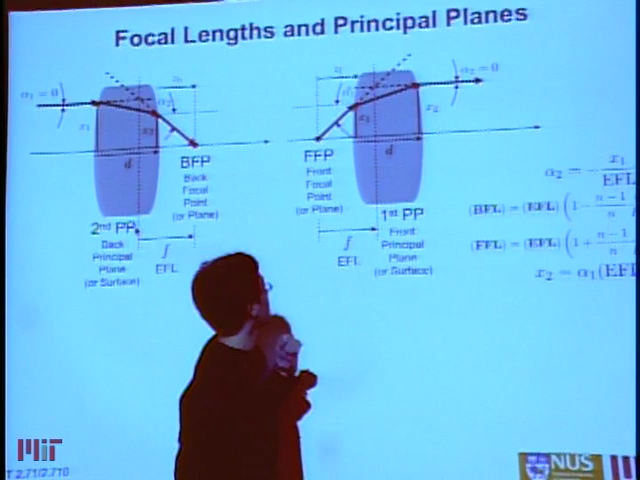 Focal Lengths and Principal Planes
α₁ = 0
x₁
x₂
α₂
d
BFP
Back
Focal
Point
(or Plane)
2nd PP
Back
Principal
Plane
(or Surface)
f
EFL
α₂ = 0
x₁
x₂
d
FFP
Front
Focal
Point
(or Plane)
1st PP
Front
Principal
Plane
(or Surface)
f
EFL
α₂ = − x₁ / EFL
(BFL) = (EFL) (1 − n−1 / n
(FFL) = (EFL) (1 + n−1 / n
x₂ = α₁(EFL
MIT
T 2.71/2.710
NUS